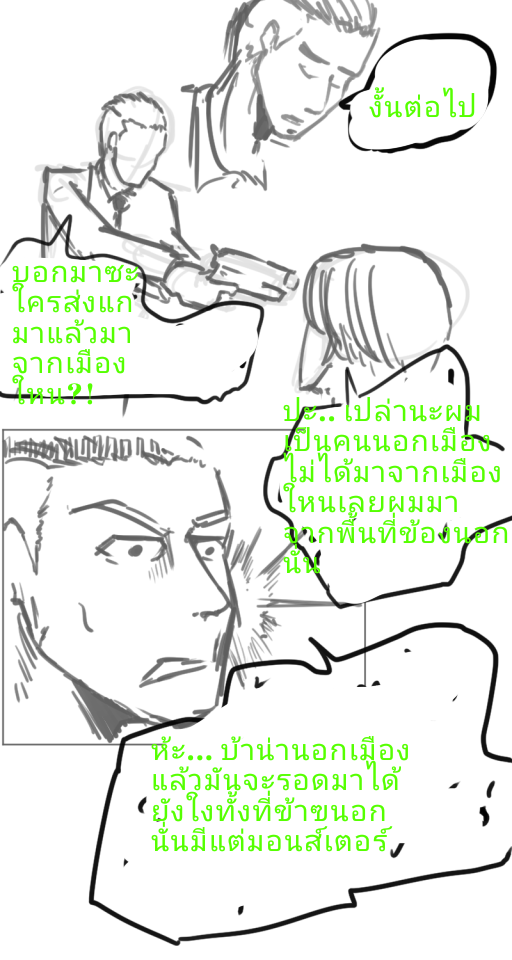 งั้นต่อไป
บอกมาซะ
ใครส่งแก
มาแล้วมา
จากเมือง
ใหน?!
ปะ.. เปล่านะผม
เป็นคนนอกเมือง
ไม่ได้มาจากเมือง
ใหนเลยผมมา
จากพื้นที่ข้องนอก
นั่น
ห้ะ... บ้าน่านอกเมือง
แล้วมันจะรอดมาได้
ยังใงทั้งที่ข้าฃนอก
นั่นมีแต่มอนส์เตอร์